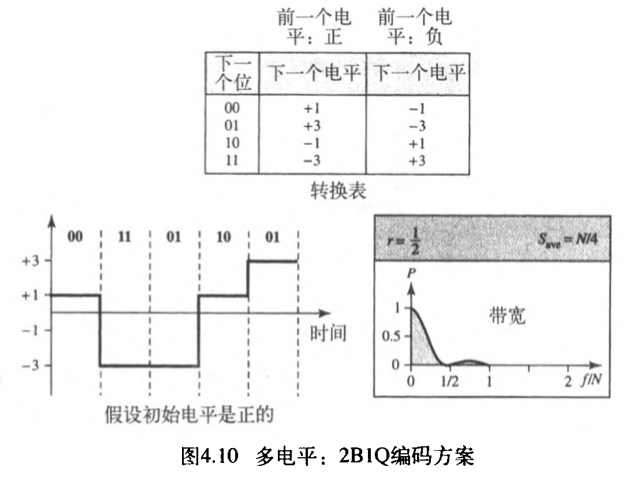 前一个电 前一个电
平：正 平：负
下一 下一个电平 下一个电平
个位
00 +1 −1
01 +3 −3
10 −1 +1
11 −3 +3
转换表
00 11 01 10 01
+3
+1
−1
−3
时间
假设初始电平是正的
r = 1/2 Save = N/4
P
1
0.5
0
带宽
0 1/2 1 2 f/N
图4.10 多电平：2B1Q编码方案